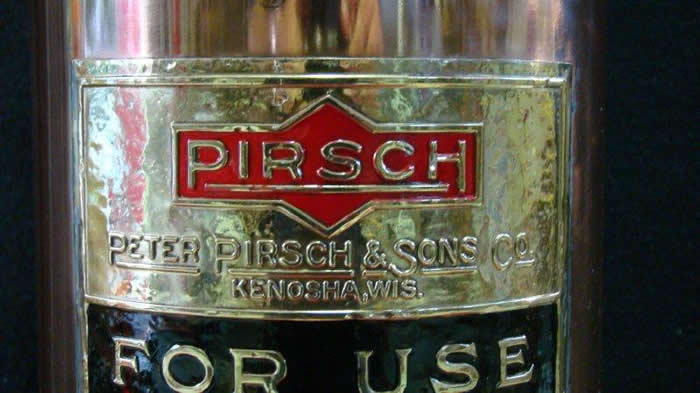 PIRSCH
PETER PIRSCH & SONS CO.
KENOSHA, WIS.
FOR USE